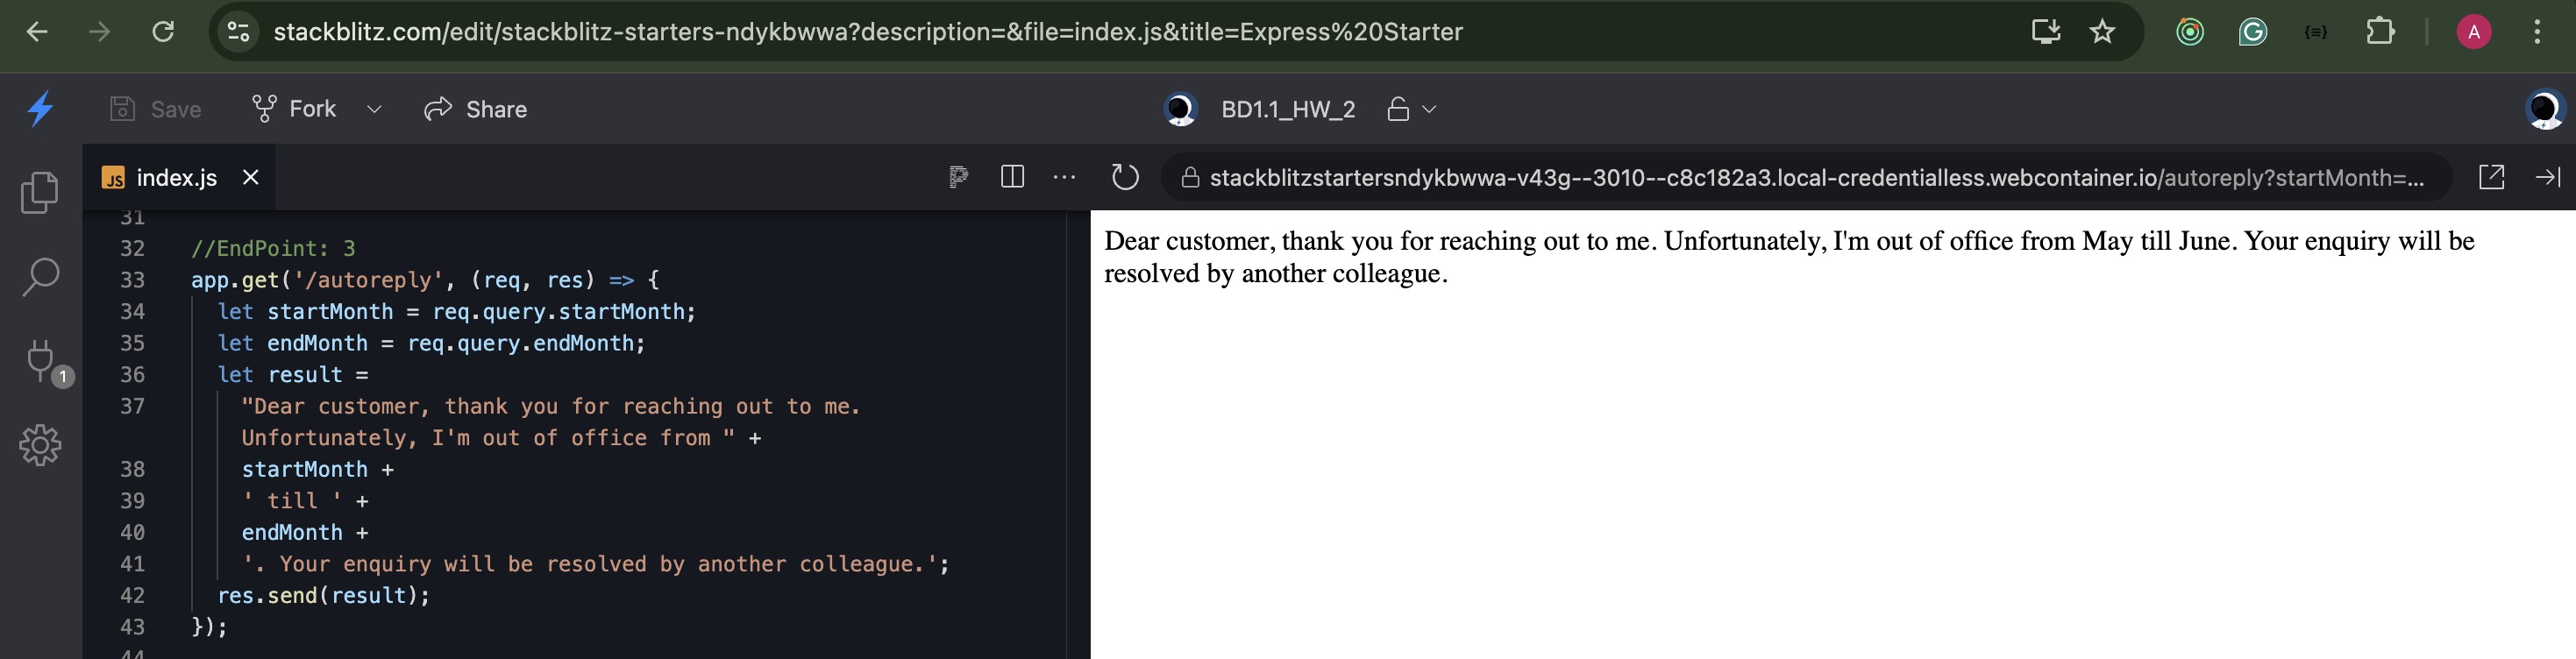 stackblitz.com/edit/stackblitz-starters-ndykbwwa?description=&file=index.js&title=Express%20Starter
A
Save
Fork
Share
BD1.1_HW_2
JS index.js
stackblitzstartersndykbwwa-v43g--3010--c8c182a3.local-credentialless.webcontainer.io/autoreply?startMonth=...
1
31
32 //EndPoint: 3
33 app.get('/autoreply', (req, res) => {
34 let startMonth = req.query.startMonth;
35 let endMonth = req.query.endMonth;
36 let result =
37 "Dear customer, thank you for reaching out to me.
Unfortunately, I'm out of office from " +
38 startMonth +
39 ' till ' +
40 endMonth +
41 '. Your enquiry will be resolved by another colleague.';
42 res.send(result);
43 });
44
Dear customer, thank you for reaching out to me. Unfortunately, I'm out of office from May till June. Your enquiry will be
resolved by another colleague.